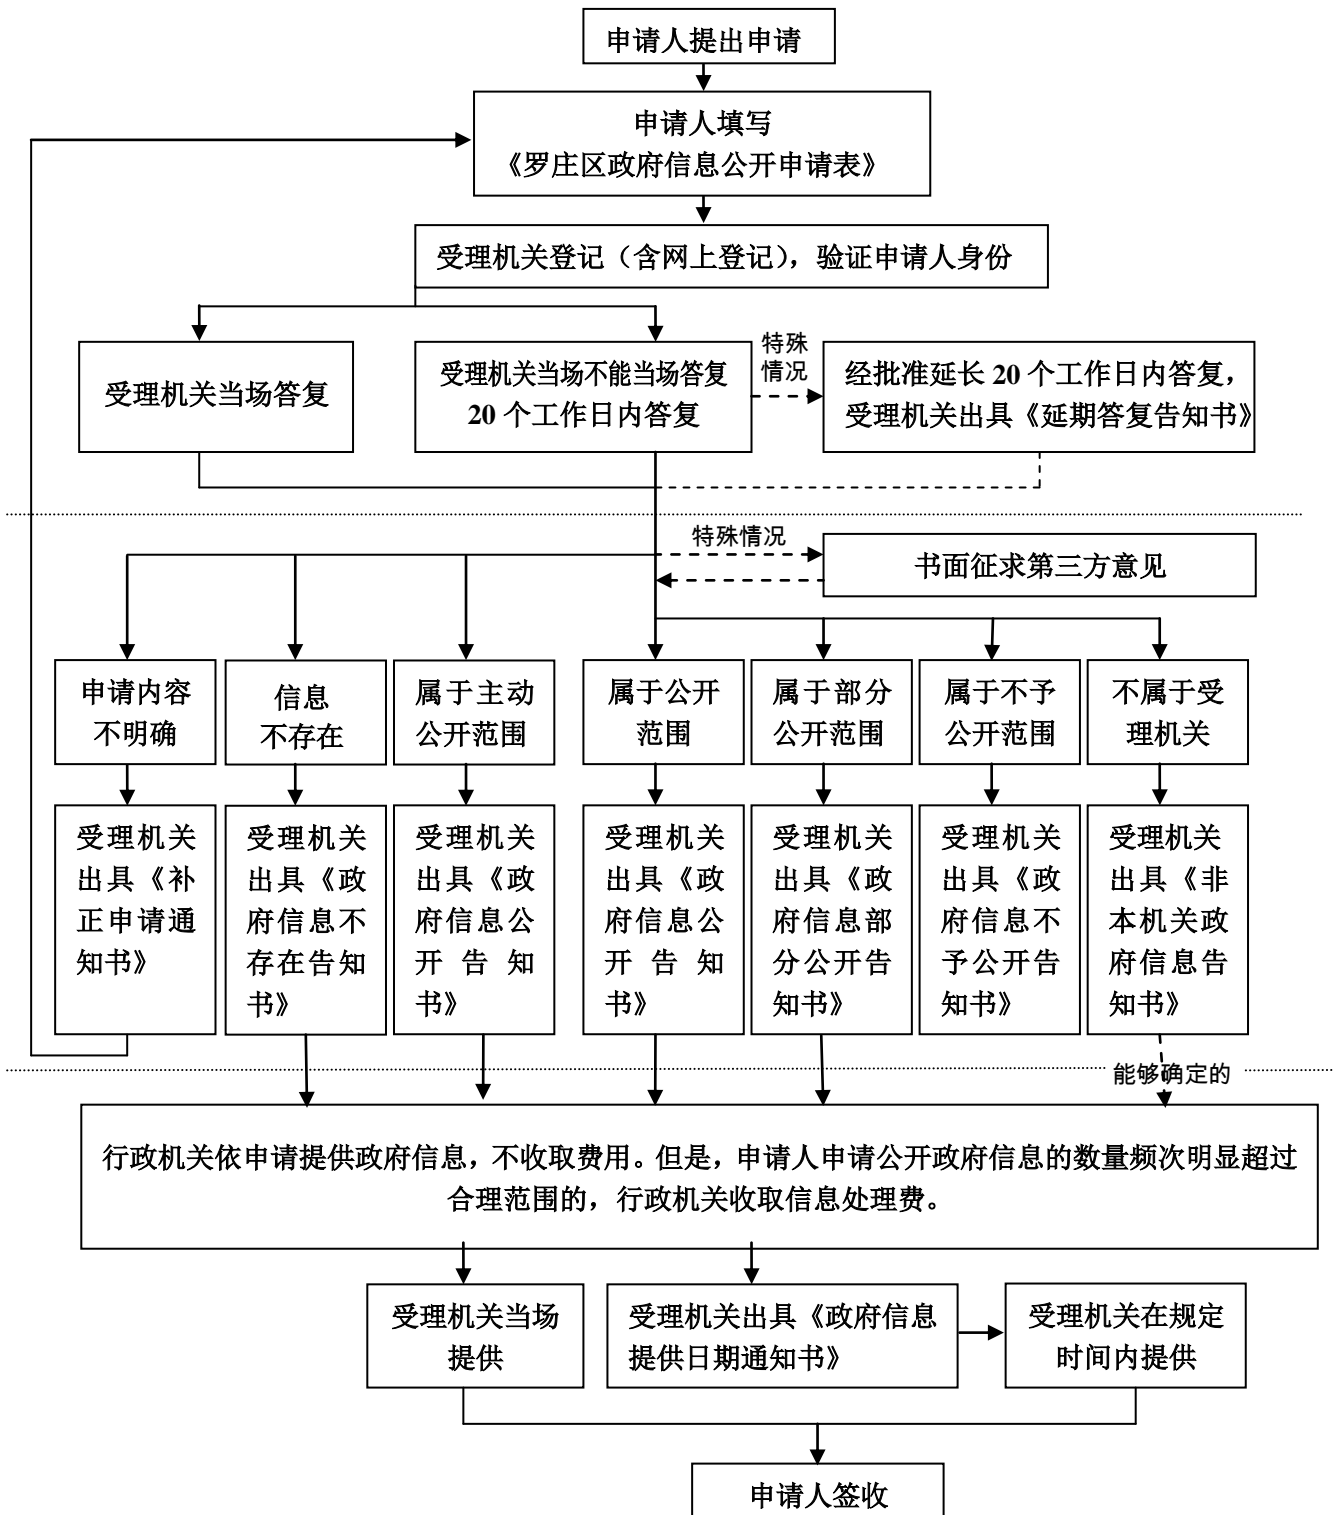 申请人提出申请
申请人填写
《罗庄区政府信息公开申请表》
受理机关登记（含网上登记），验证申请人身份
受理机关当场答复
受理机关当场不能当场答复
20 个工作日内答复
特殊
情况
经批准延长 20 个工作日内答复，
受理机关出具《延期答复告知书》
特殊情况
书面征求第三方意见
申请内容
不明确
信息
不存在
属于主动
公开范围
属于公开
范围
属于部分
公开范围
属于不予
公开范围
不属于受
理机关
受理机关
出具《补
正申请通
知书》
受理机关
出具《政
府信息不
存在告知
书》
受理机关
出具《政
府信息公
开告知
书》
受理机关
出具《政
府信息公
开告知
书》
受理机关
出具《政
府信息部
分公开告
知书》
受理机关
出具《政
府信息不
予公开告
知书》
受理机关
出具《非
本机关政
府信息告
知书》
能够确定的
行政机关依申请提供政府信息，不收取费用。但是，申请人申请公开政府信息的数量频次明显超过
合理范围的，行政机关收取信息处理费。
受理机关当场
提供
受理机关出具《政府信息
提供日期通知书》
受理机关在规定
时间内提供
申请人签收